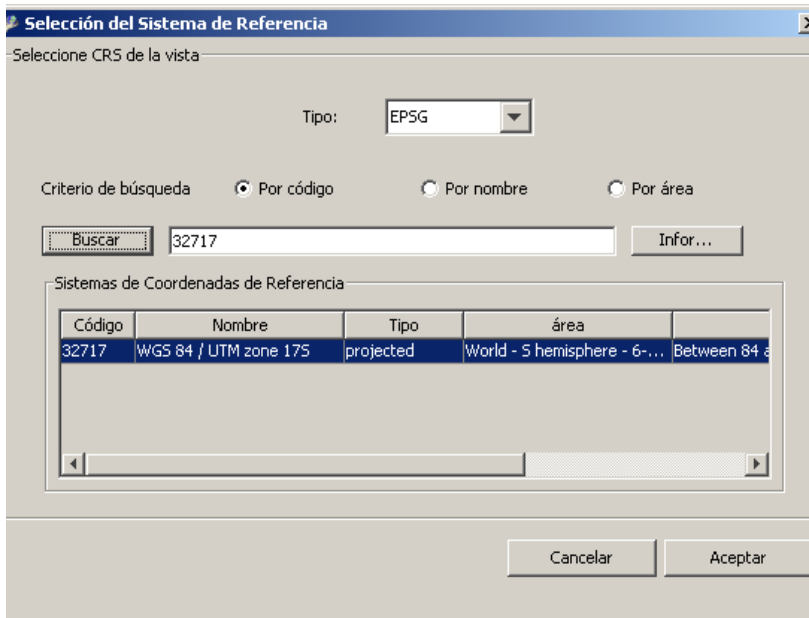 Selección del Sistema de Referencia
Seleccione CRS de la vista
Tipo: EPSG
Criterio de búsqueda Por código Por nombre Por área
Buscar 32717 Infor...
Sistemas de Coordenadas de Referencia
Código Nombre Tipo área
32717 WGS 84 / UTM zone 17S projected World - S hemisphere - 6-... Between 84 a
Cancelar Aceptar